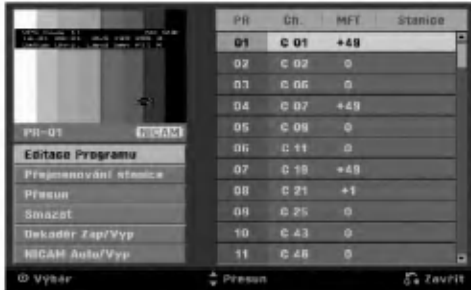 PR-01 NICAM
Editace Programu
Přejmenování stanice
Přesun
Smazat
Dekodér Zap/Vyp
NICAM Auto/Vyp
PR Ch. MFT Stanice
01 C 01 +49
02 C 02 0
03 C 05 0
04 C 07 +49
05 C 09 0
06 C 11 0
07 C 19 +49
08 C 21 +1
09 C 25 0
10 C 43 0
11 C 46 0
Výběr
Přesun
Zavřít